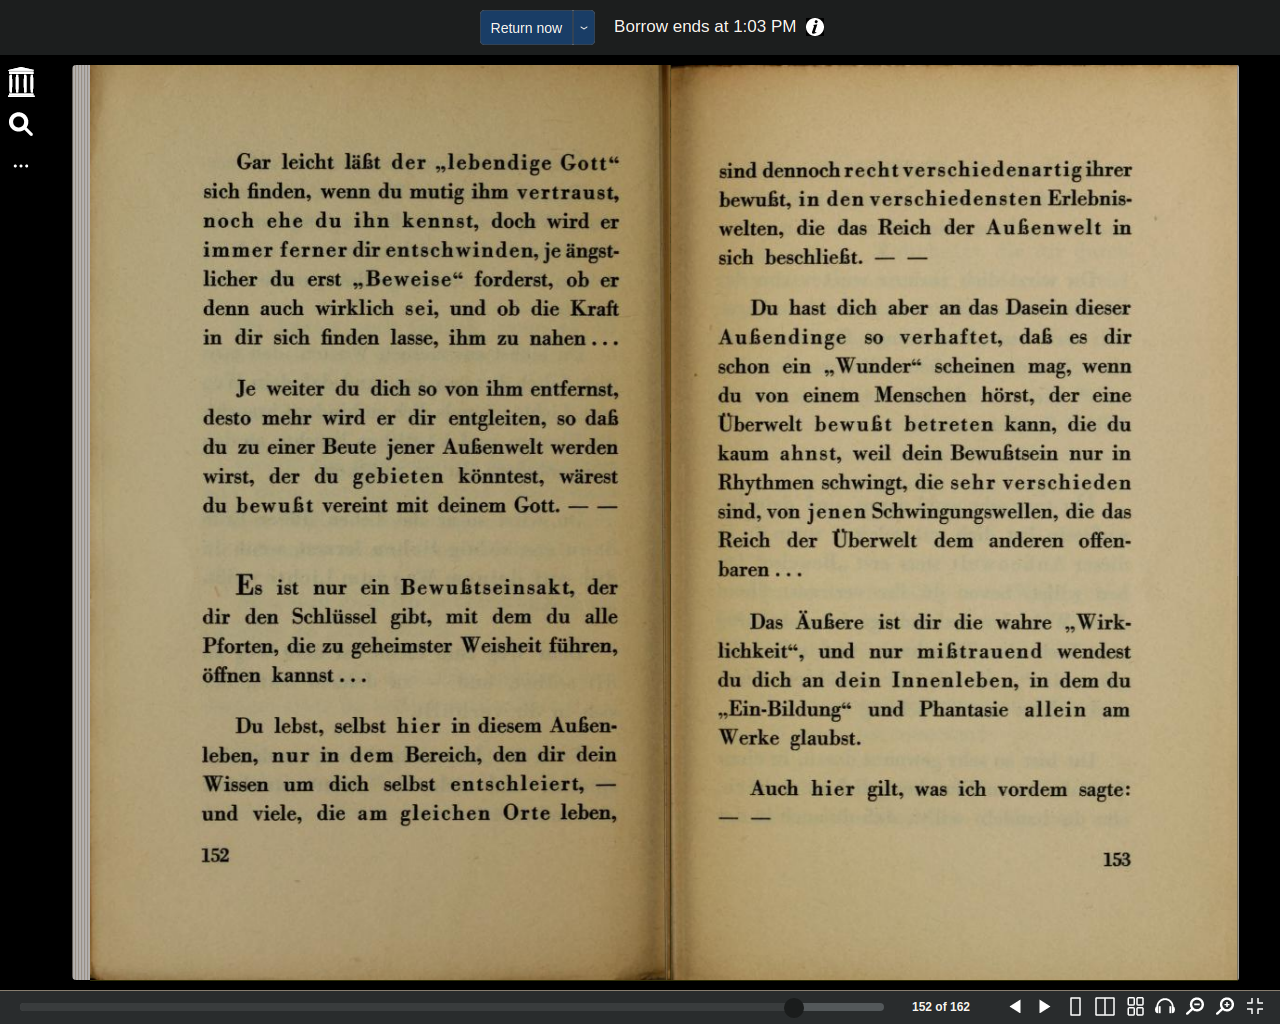 Return now
Borrow ends at 1:03 PM
Gar leicht läßt der „lebendige Gott“
sich finden, wenn du mutig ihm vertraust,
noch ehe du ihn kennst, doch wird er
immer ferner dir entschwinden, je ängst-
licher du erst „Beweise“ forderst, ob er
denn auch wirklich sei, und ob die Kraft
in dir sich finden lasse, ihm zu nahen...
Je weiter du dich so von ihm entfernst,
desto mehr wird er dir entgleiten, so daß
du zu einer Beute jener Außenwelt werden
wirst, der du gebieten könntest, wärest
du bewußt vereint mit deinem Gott. — —
Es ist nur ein Bewußtseinsakt, der
dir den Schlüssel gibt, mit dem du alle
Pforten, die zu geheimster Weisheit führen,
öffnen kannst...
Du lebst, selbst hier in diesem Außen-
leben, nur in dem Bereich, den dir dein
Wissen um dich selbst entschleiert, —
und viele, die am gleichen Orte leben,
152
sind dennoch recht verschiedenartig ihrer
bewußt, in den verschiedensten Erlebnis-
welten, die das Reich der Außenwelt in
sich beschließt. — —
Du hast dich aber an das Dasein dieser
Außendinge so verhaftet, daß es dir
schon ein „Wunder“ scheinen mag, wenn
du von einem Menschen hörst, der eine
Überwelt bewußt betreten kann, die du
kaum ahnst, weil dein Bewußtsein nur in
Rhythmen schwingt, die sehr verschieden
sind, von jenen Schwingungswellen, die das
Reich der Überwelt dem anderen offen-
baren...
Das Äußere ist dir die wahre „Wirk-
lichkeit“, und nur mißtrauend wendest
du dich an dein Innenleben, in dem du
„Ein-Bildung“ und Phantasie allein am
Werke glaubst.
Auch hier gilt, was ich vordem sagte:
— —
153
152 of 162